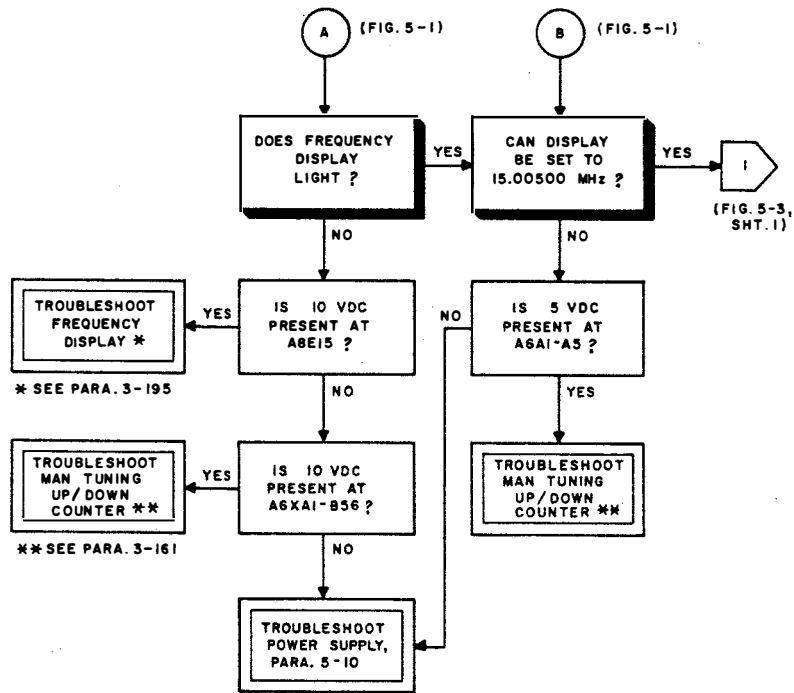 A
(FIG. 5-1)
B
(FIG. 5-1)
DOES FREQUENCY
DISPLAY
LIGHT ?
YES
CAN DISPLAY
BE SET TO
15.00500 MHz ?
YES
1
(FIG. 5-3,
SHT. 1)
NO
NO
TROUBLESHOOT
FREQUENCY
DISPLAY *
YES
IS 10 VDC
PRESENT AT
A8E15 ?
NO
IS 5 VDC
PRESENT AT
A6A1-A5 ?
* SEE PARA. 3-195
NO
YES
TROUBLESHOOT
MAN TUNING
UP/DOWN
COUNTER **
YES
IS 10 VDC
PRESENT AT
A6XA1-B56 ?
TROUBLESHOOT
MAN TUNING
UP/DOWN
COUNTER **
** SEE PARA. 3-161
NO
TROUBLESHOOT
POWER SUPPLY,
PARA. 5-10